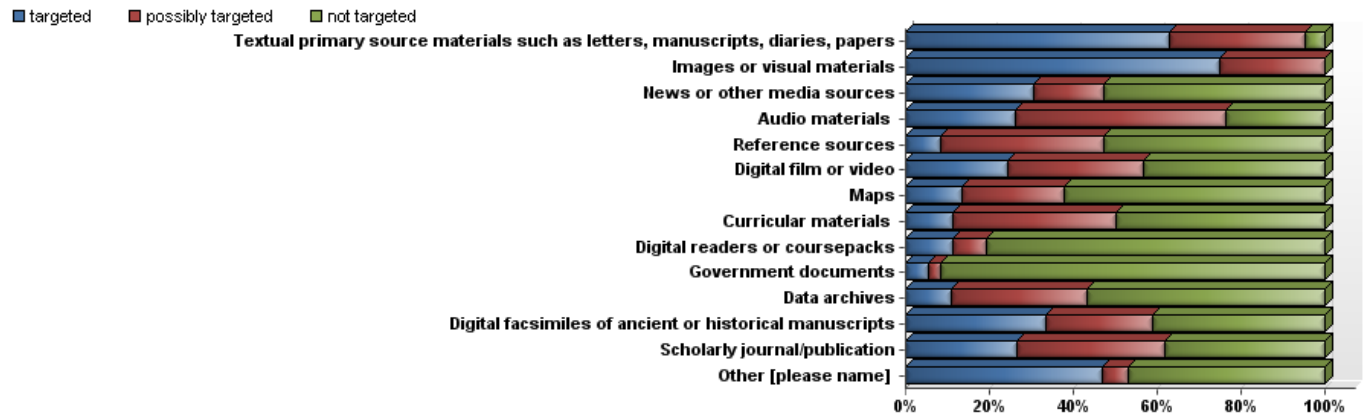 targeted possibly targeted not targeted
Textual primary source materials such as letters, manuscripts, diaries, papers
Images or visual materials
News or other media sources
Audio materials
Reference sources
Digital film or video
Maps
Curricular materials
Digital readers or coursepacks
Government documents
Data archives
Digital facsimiles of ancient or historical manuscripts
Scholarly journal/publication
Other [please name]
0% 20% 40% 60% 80% 100%